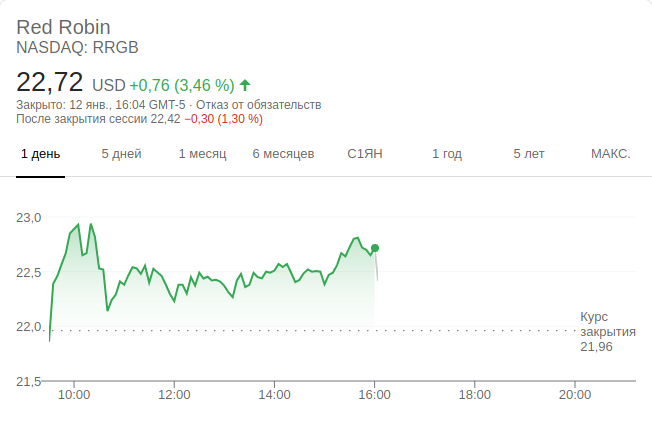 Red Robin
NASDAQ: RRGB
22,72 USD +0,76 (3,46 %)
Закрыто: 12 янв., 16:04 GMT-5 · Отказ от обязательств
После закрытия сессии 22,42 −0,30 (1,30 %)
1 день 5 дней 1 месяц 6 месяцев С1ЯН 1 год 5 лет МАКС.
23,0
22,5
22,0
Курс
закрытия
21,96
21,5
10:00 12:00 14:00 16:00 18:00 20:00